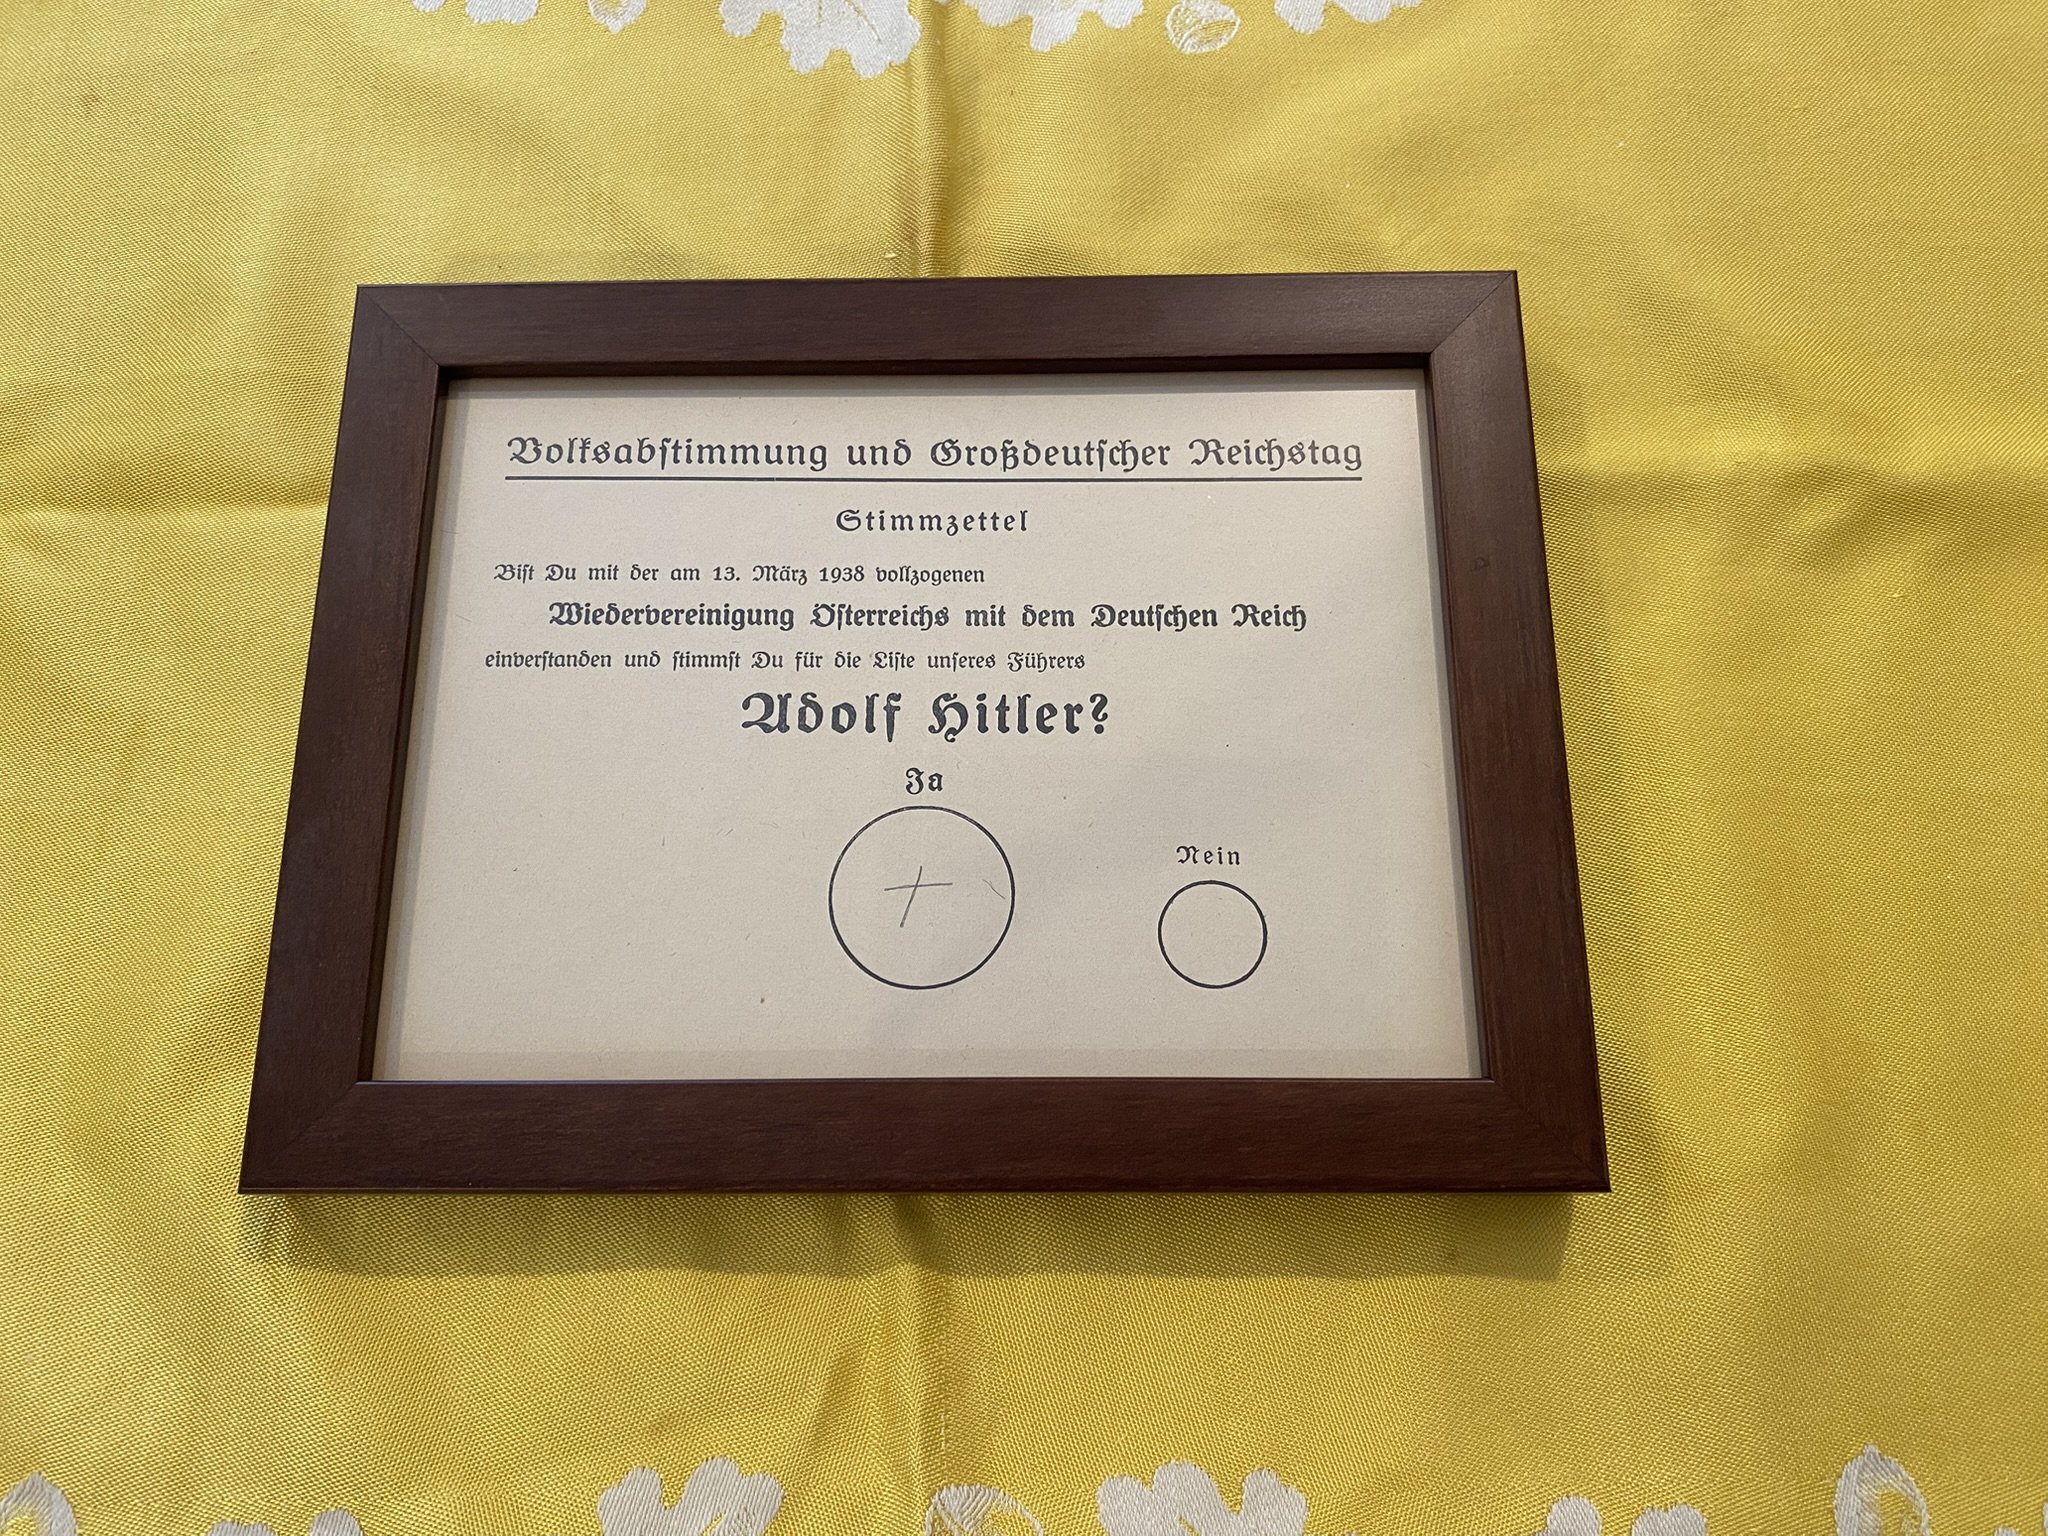 Volksabstimmung und Großdeutscher Reichstag
Stimmzettel
Bist Du mit der am 13. März 1938 vollzogenen
Wiedervereinigung Österreichs mit dem Deutschen Reich
einverstanden und stimmst Du für die Liste unseres Führers
Adolf Hitler?
Ja
Nein